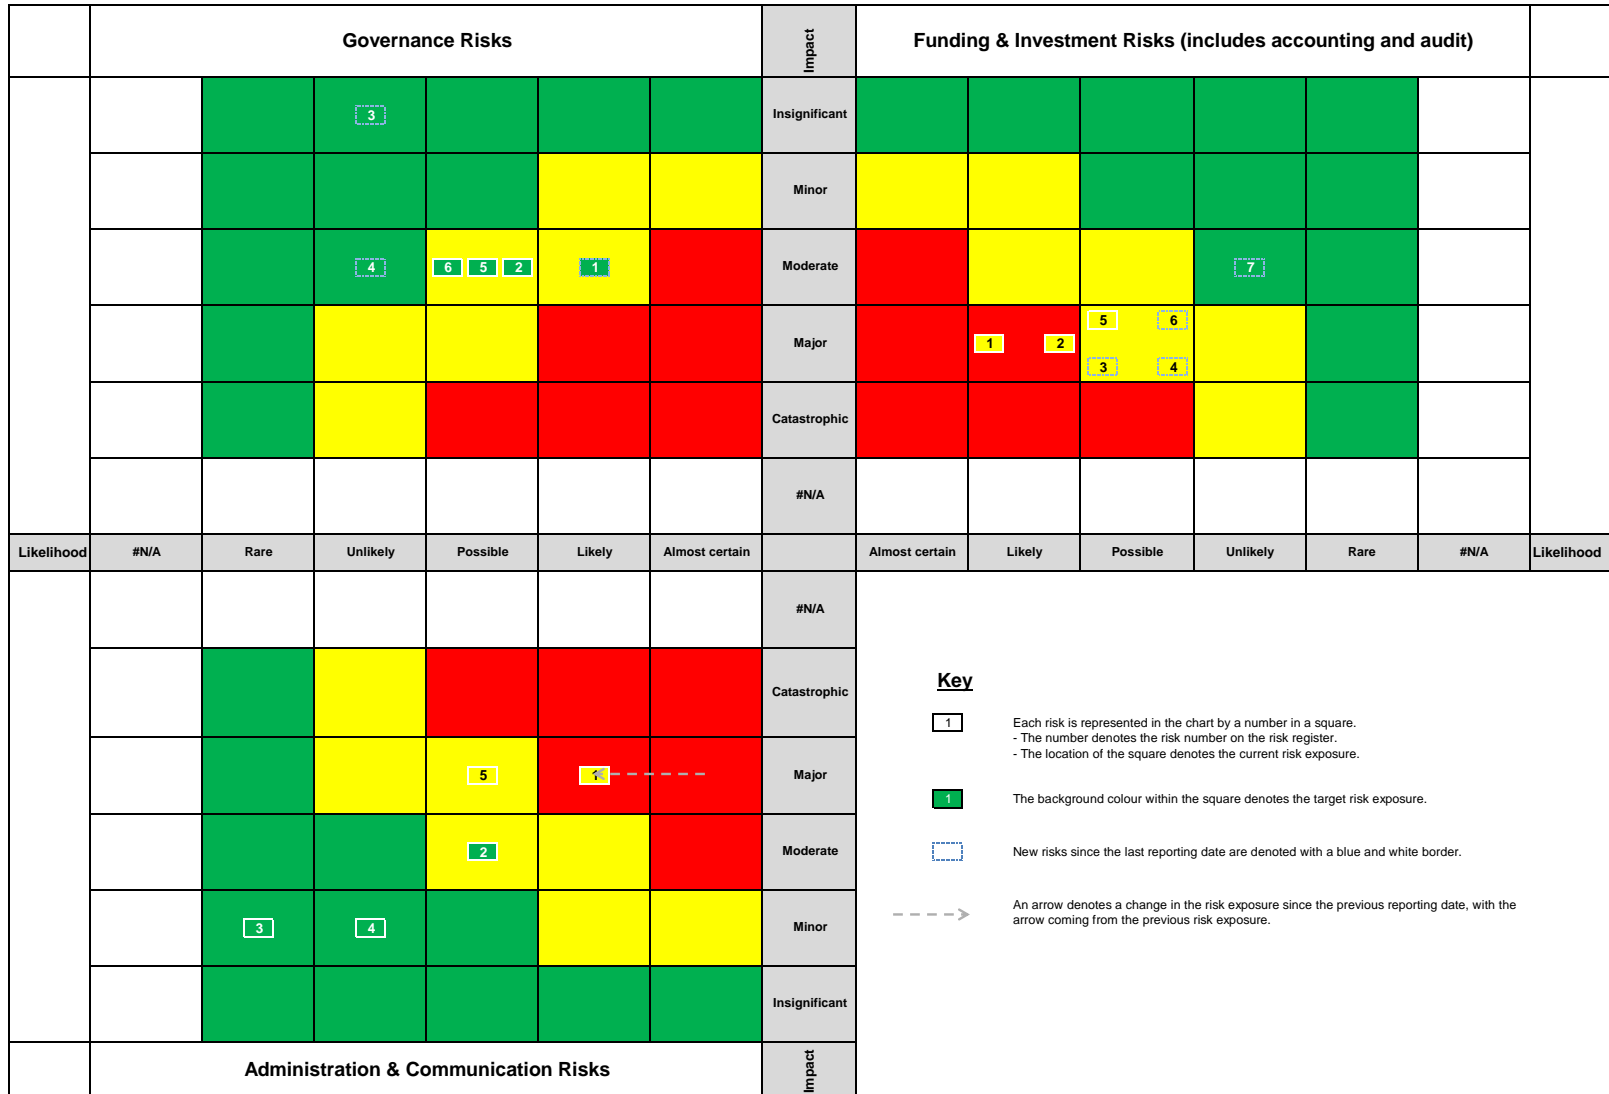 Governance Risks
Impact
Funding & Investment Risks (includes accounting and audit)
3
Insignificant
Minor
4
6 5 2
1
Moderate
7
Major
1 2
5 6
3 4
Catastrophic
#N/A
Likelihood #N/A Rare Unlikely Possible Likely Almost certain Almost certain Likely Possible Unlikely Rare #N/A Likelihood
#N/A
Catastrophic
5
1
Major
2
Moderate
3
4
Minor
Insignificant
Administration & Communication Risks
Impact
Key
1
Each risk is represented in the chart by a number in a square.
- The number denotes the risk number on the risk register.
- The location of the square denotes the current risk exposure.
1
The background colour within the square denotes the target risk exposure.
New risks since the last reporting date are denoted with a blue and white border.
An arrow denotes a change in the risk exposure since the previous reporting date, with the
arrow coming from the previous risk exposure.